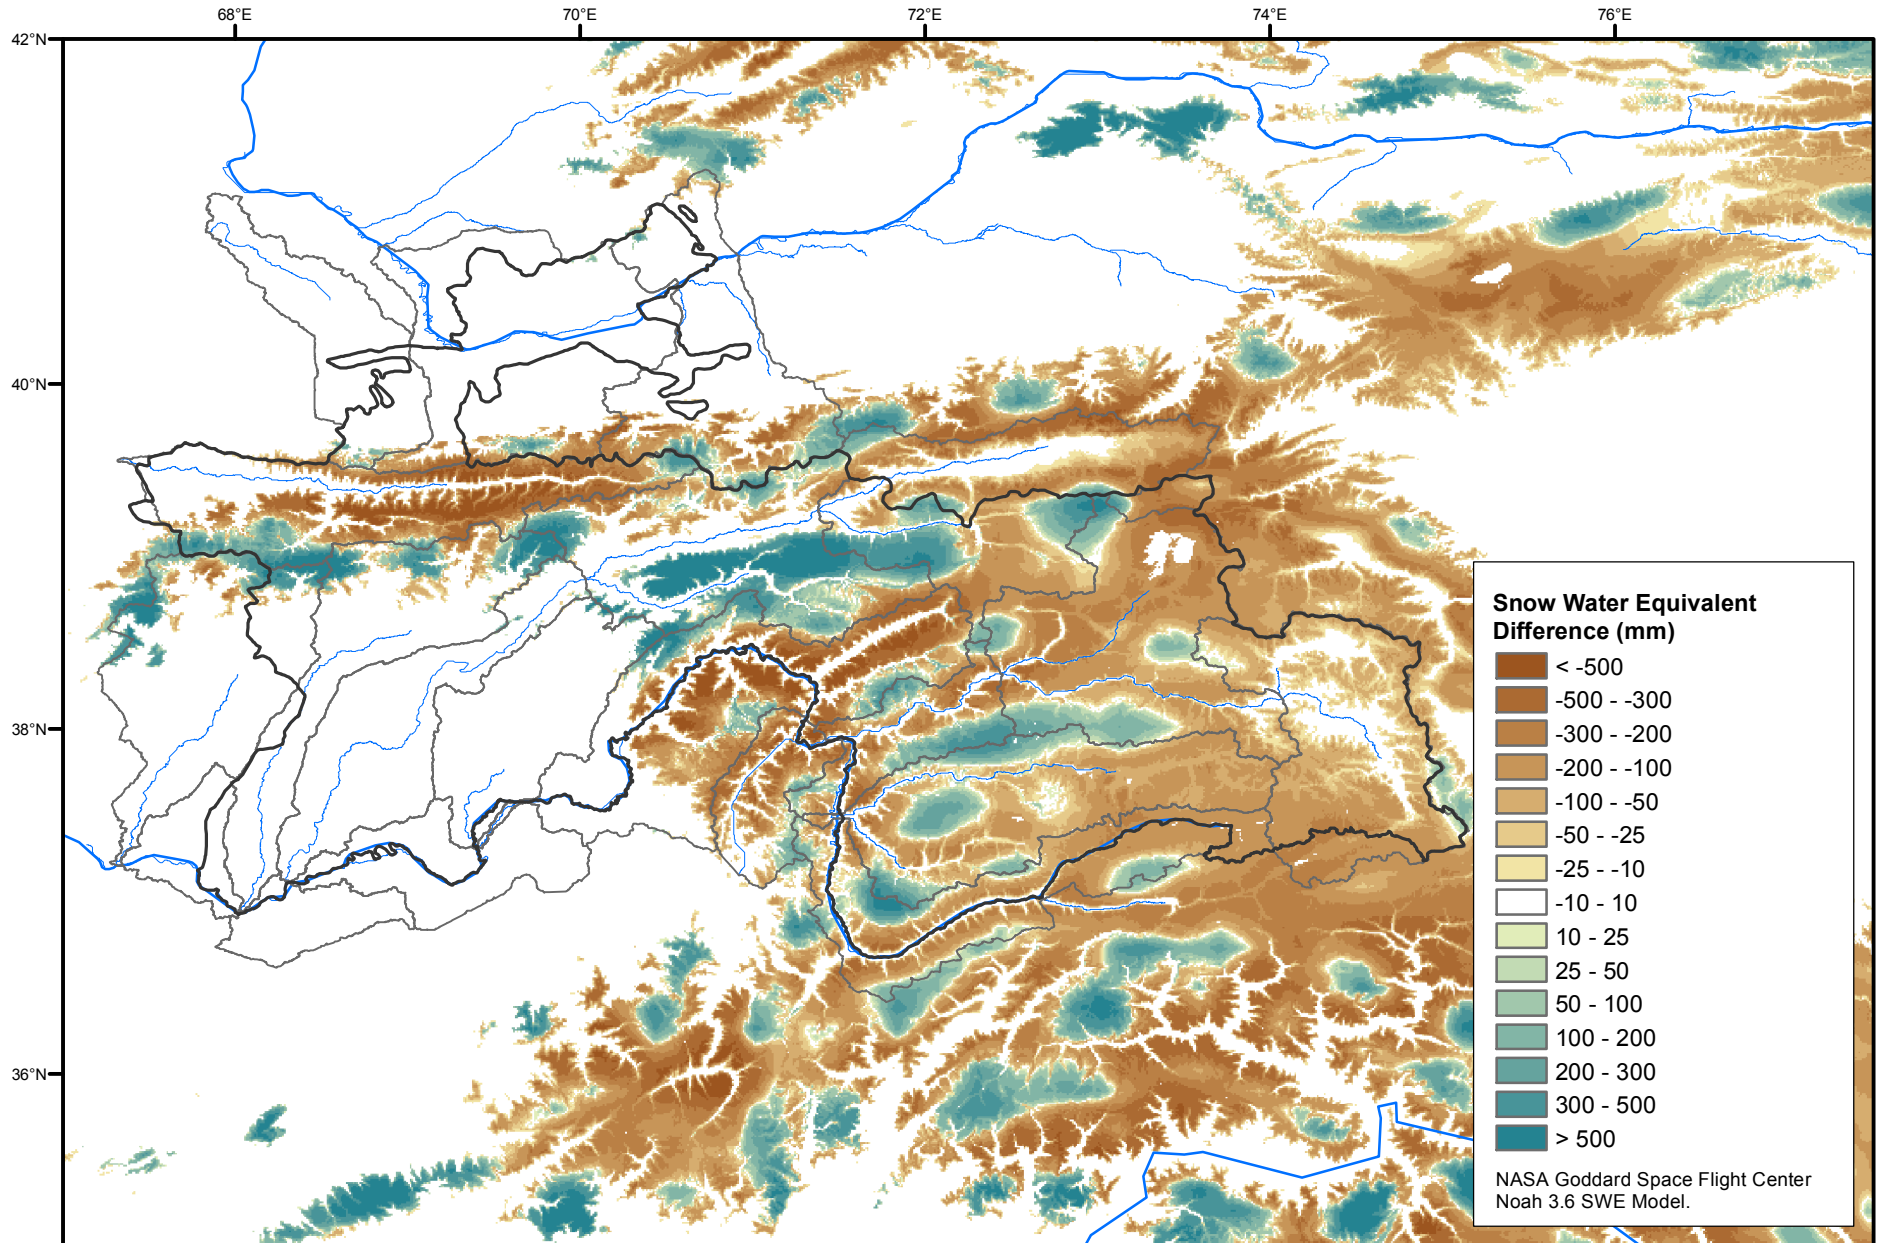 68°E
70°E
72°E
74°E
76°E
42°N
40°N
38°N
36°N
Snow Water Equivalent
Difference (mm)
< -500
-500 - -300
-300 - -200
-200 - -100
-100 - -50
-50 - -25
-25 - -10
-10 - 10
10 - 25
25 - 50
50 - 100
100 - 200
200 - 300
300 - 500
> 500
NASA Goddard Space Flight Center
Noah 3.6 SWE Model.